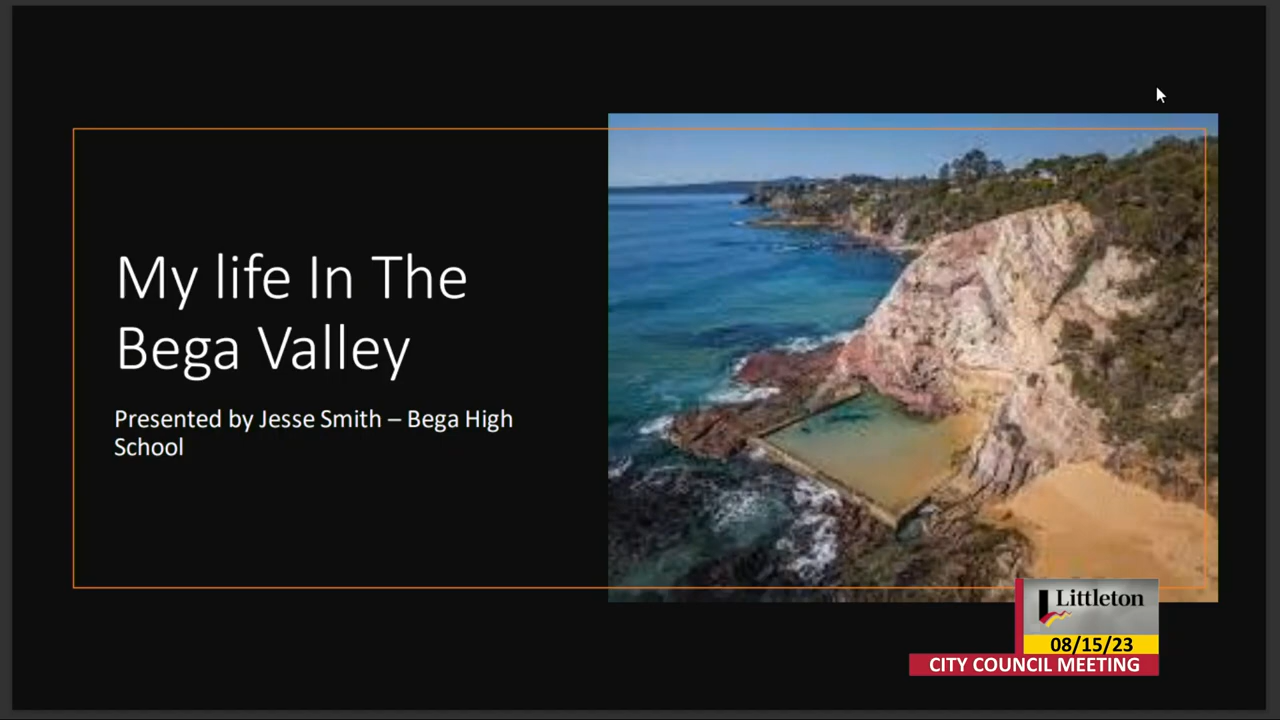 My life In The
Bega Valley
Presented by Jesse Smith – Bega High
School
Littleton
08/15/23
CITY COUNCIL MEETING